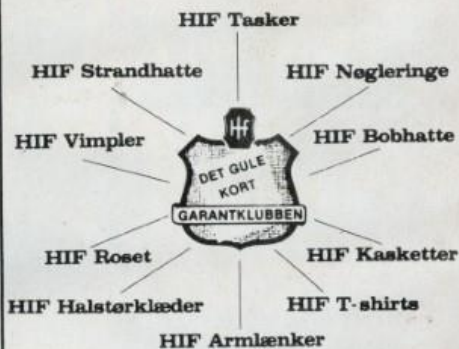 HIF Tasker
HIF Strandhatte
HIF Nøgleringe
HIF Vimpler
HIF Bobhatte
HIf
DET GULE
KORT
GARANTKLUBBEN
HIF Roset
HIF Kasketter
HIF Halstørklæder
HIF T-shirts
HIF Armlænker